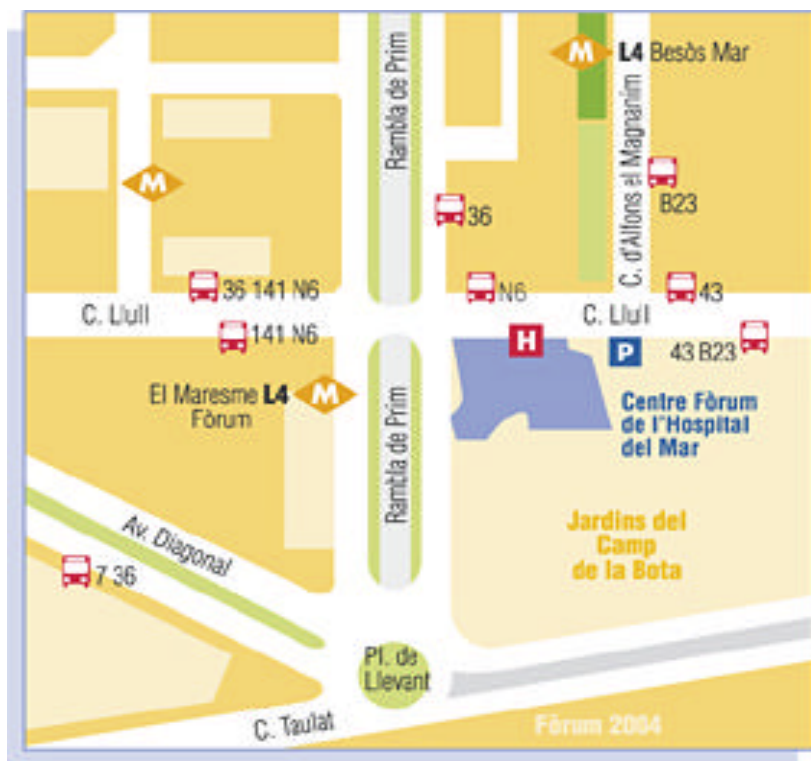 M L4 Besòs Mar
Rambla de Prim
C. d'Alfons el Magnànim
M
B23
36
36 141 N6
N6
43
C. Llull
C. Llull
141 N6
H
P
43 B23
El Maresme L4 M
Fòrum
Rambla de Prim
Centre Fòrum
de l'Hospital
del Mar
Av. Diagonal
Jardins del
Camp
de la Bota
7 36
Pl. de
Llevant
C. Taulat
Fòrum 2004